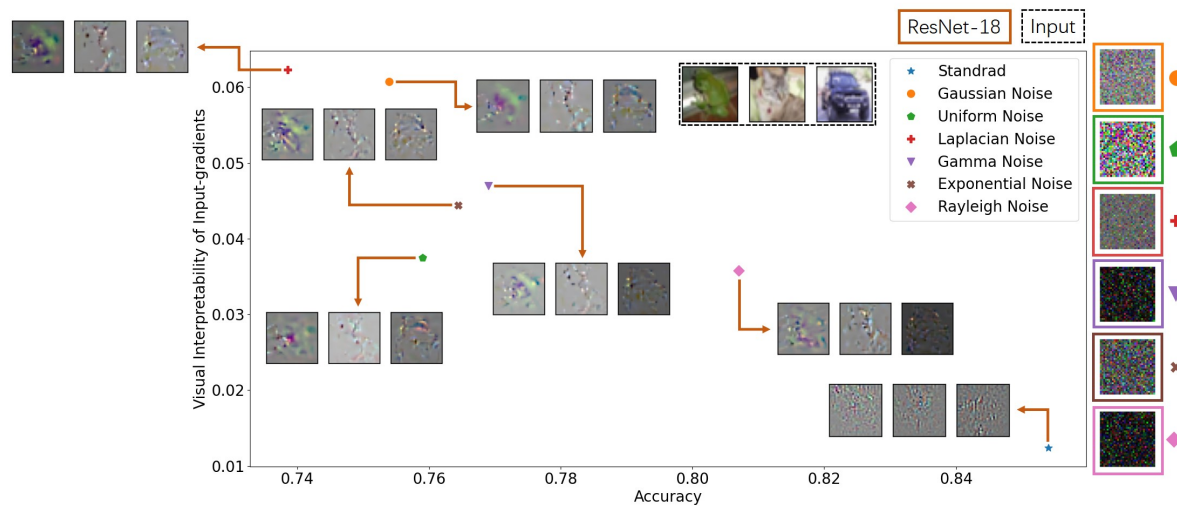 ResNet-18
Input
Standrad
Gaussian Noise
Uniform Noise
Laplacian Noise
Gamma Noise
Exponential Noise
Rayleigh Noise
Visual Interpretability of Input-gradients
0.06
0.05
0.04
0.03
0.02
0.01
0.74 0.76 0.78 0.80 0.82 0.84
Accuracy